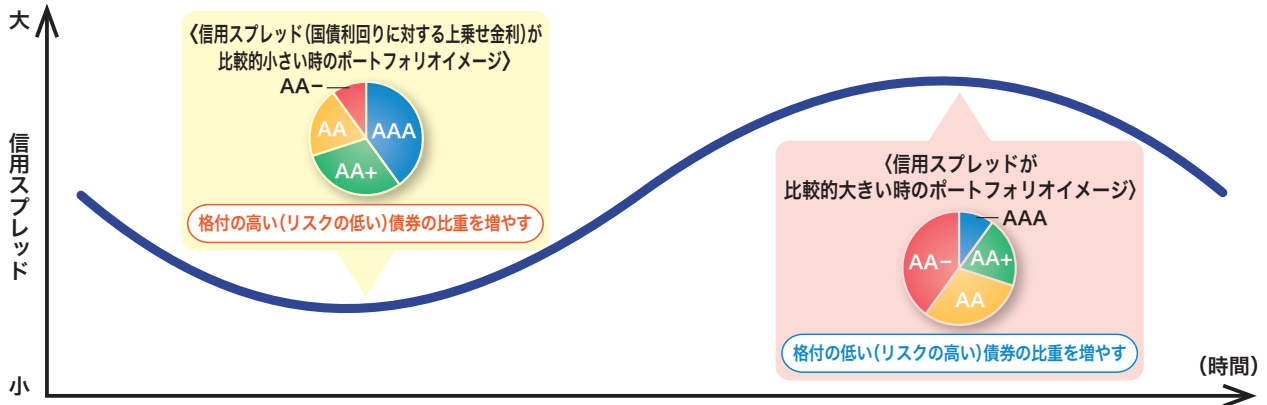 大
信用スプレッド
小
〈信用スプレッド(国債利回りに対する上乗せ金利)が
比較的小さい時のポートフォリオイメージ〉
AA−
AA
AAA
AA+
格付の高い(リスクの低い)債券の比重を増やす
〈信用スプレッドが
比較的大きい時のポートフォリオイメージ〉
AAA
AA−
AA+
AA
格付の低い(リスクの高い)債券の比重を増やす
(時間)